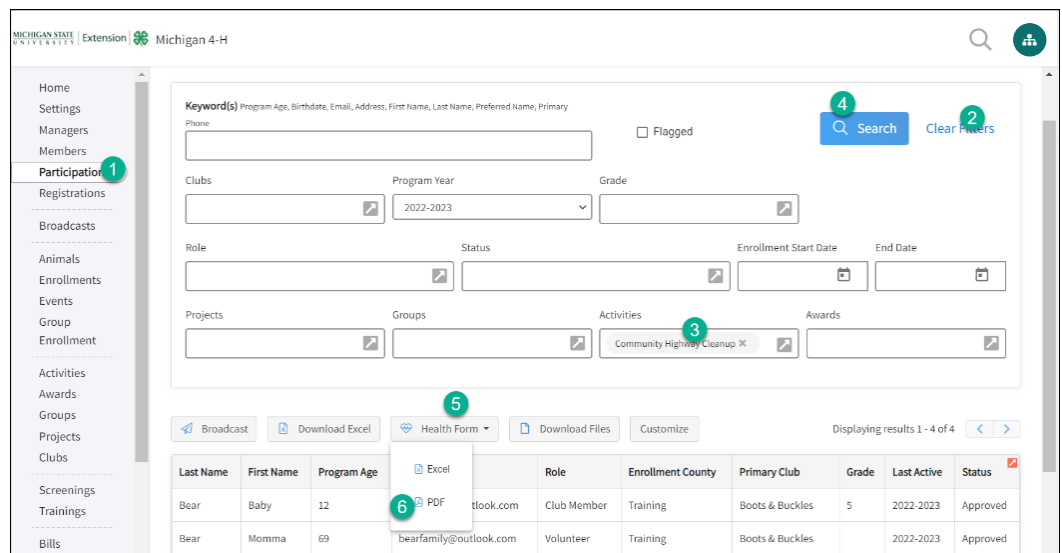 MICHIGAN STATE
UNIVERSITY Extension Michigan 4-H
Home
Settings
Managers
Members
Participation 1
Registrations
Broadcasts
Animals
Enrollments
Events
Group
Enrollment
Activities
Awards
Groups
Projects
Clubs
Screenings
Trainings
Bills
Keyword(s) Program Age, Birthdate, Email, Address, First Name, Last Name, Preferred Name, Primary
Phone
Flagged
4
Search
2
Clear Filters
Clubs Program Year Grade
2022-2023
Role Status Enrollment Start Date End Date
Projects Groups Activities Awards
3
Community Highway Cleanup ×
5
Broadcast Download Excel Health Form Download Files Customize Displaying results 1 - 4 of 4 < >
Excel
6 PDF
Last Name First Name Program Age Role Enrollment County Primary Club Grade Last Active Status
Bear Baby 12 tlook.com Club Member Training Boots & Buckles 5 2022-2023 Approved
Bear Momma 69 bearfamily@outlook.com Volunteer Training Boots & Buckles 2022-2023 Approved